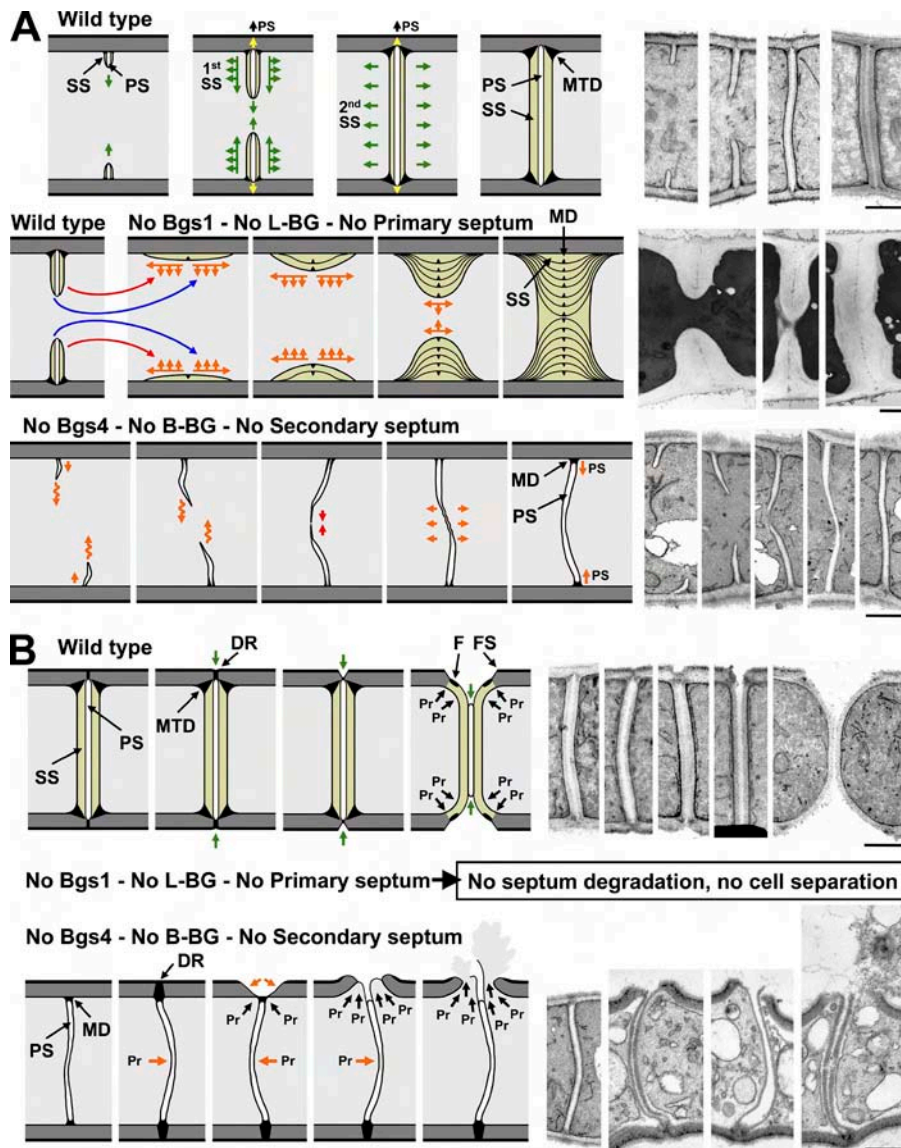 A Wild type
PS PS
SS PS
1st SS
2nd SS
PS
SS
MTD
Wild type No Bgs1 - No L-BG - No Primary septum MD
SS
No Bgs4 - No B-BG - No Secondary septum
MD PS
PS
PS
B Wild type DR F FS
Pr Pr
Pr Pr
MTD
PS
SS
Pr Pr
Pr Pr
No Bgs1 - No L-BG - No Primary septum No septum degradation, no cell separation
No Bgs4 - No B-BG - No Secondary septum
DR
MD Pr Pr Pr Pr Pr Pr
PS
Pr Pr Pr